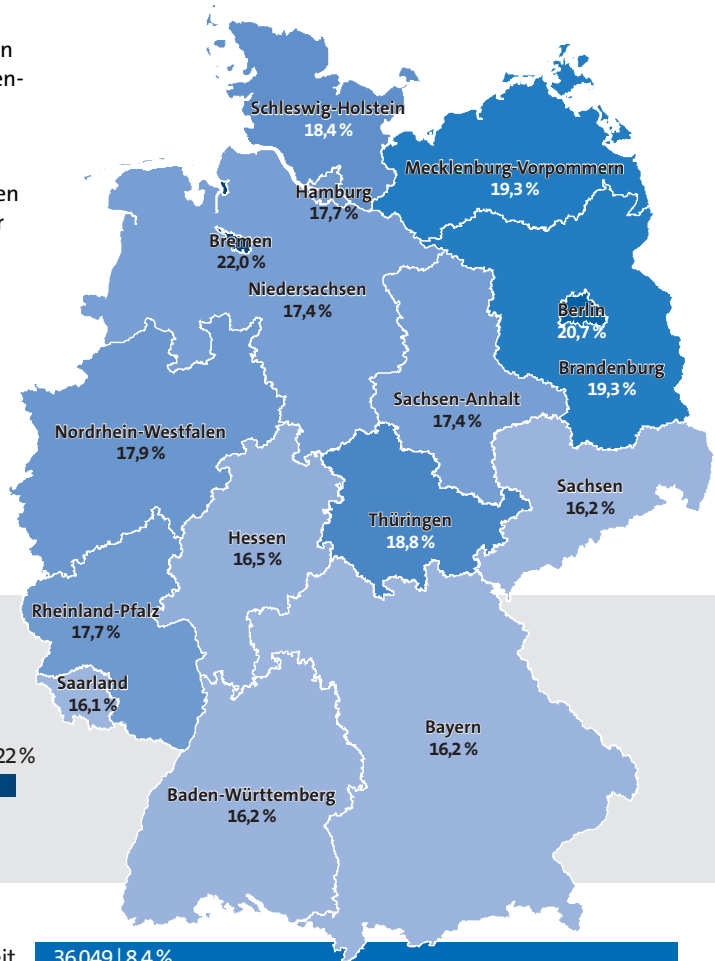 n
en-
en
r
Schleswig-Holstein
18,4 %
Mecklenburg-Vorpommern
19,3 %
Hamburg
17,7 %
Bremen
22,0 %
Niedersachsen
17,4 %
Berlin
20,7 %
Brandenburg
19,3 %
Sachsen-Anhalt
17,4 %
Nordrhein-Westfalen
17,9 %
Sachsen
16,2 %
Thüringen
18,8 %
Hessen
16,5 %
Rheinland-Pfalz
17,7 %
Saarland
16,1 %
Bayern
16,2 %
22 %
Baden-Württemberg
16,2 %
eit 36 049 | 8,4 %